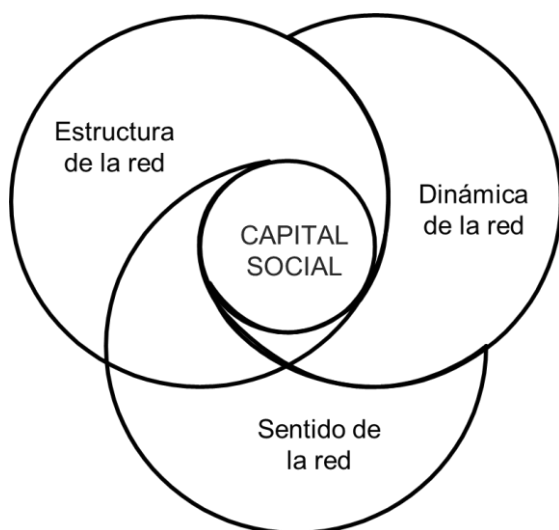 Estructura
de la red
Dinámica
de la red
CAPITAL
SOCIAL
Sentido de
la red